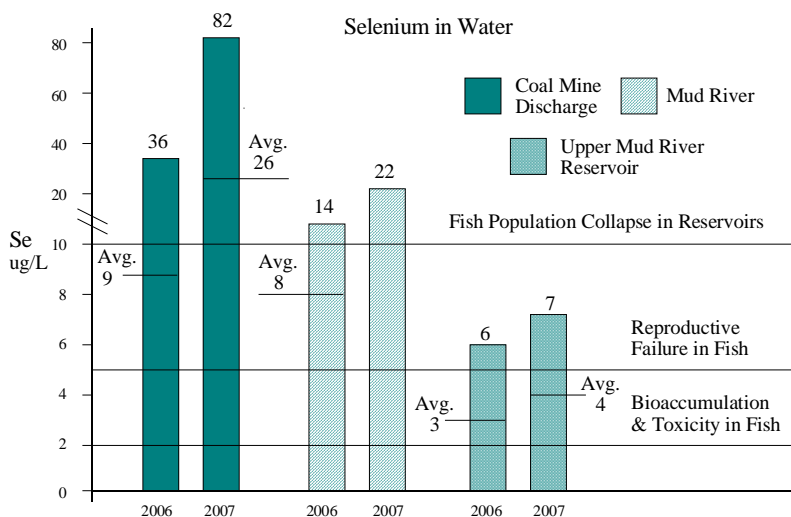 Selenium in Water
Coal Mine
Discharge
Mud River
Upper Mud River
Reservoir
Se
ug/L
80
60
40
20
10
8
6
4
2
0
36
82
Avg.
9
Avg.
26
14
22
Avg.
8
6
7
Avg.
3
Avg.
4
Fish Population Collapse in Reservoirs
Reproductive
Failure in Fish
Bioaccumulation
& Toxicity in Fish
2006
2007
2006
2007
2006
2007